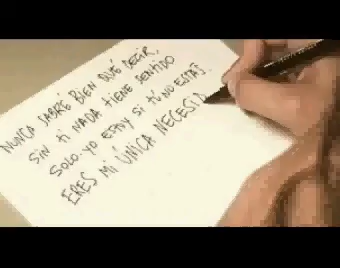 NUNCA SABRÉ BIEN QUÉ DECIR,
SIN TI NADA TIENE SENTIDO
SOLO YO ESTOY SI TÚ NO ESTÁS.
ERES MI ÚNICA NECESID